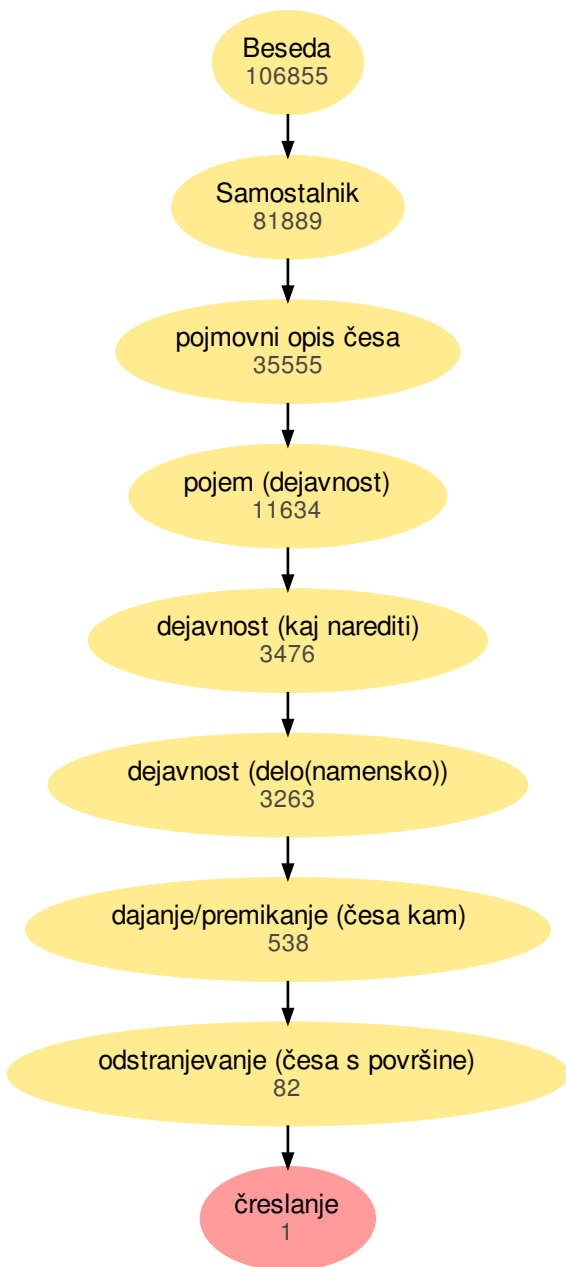 Beseda
106855
Samostalnik
81889
pojmovni opis česa
35555
pojem (dejavnost)
11634
dejavnost (kaj narediti)
3476
dejavnost (delo(namensko))
3263
dajanje/premikanje (česa kam)
538
odstranjevanje (česa s površine)
82
čreslanje
1